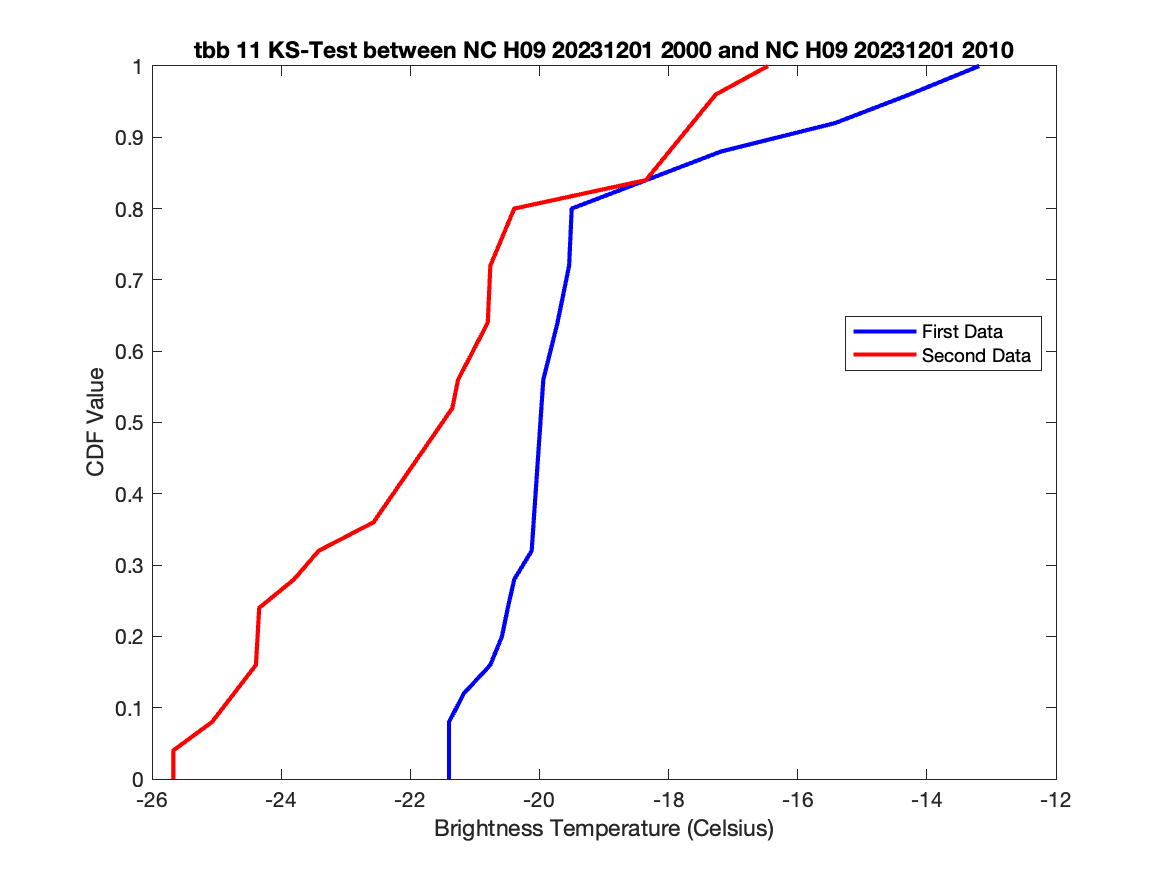 tbb 11 KS-Test between NC H09 20231201 2000 and NC H09 20231201 2010
1
0.9
0.8
0.7
0.6
0.5
0.4
0.3
0.2
0.1
0
CDF Value
First Data
Second Data
-26 -24 -22 -20 -18 -16 -14 -12
Brightness Temperature (Celsius)